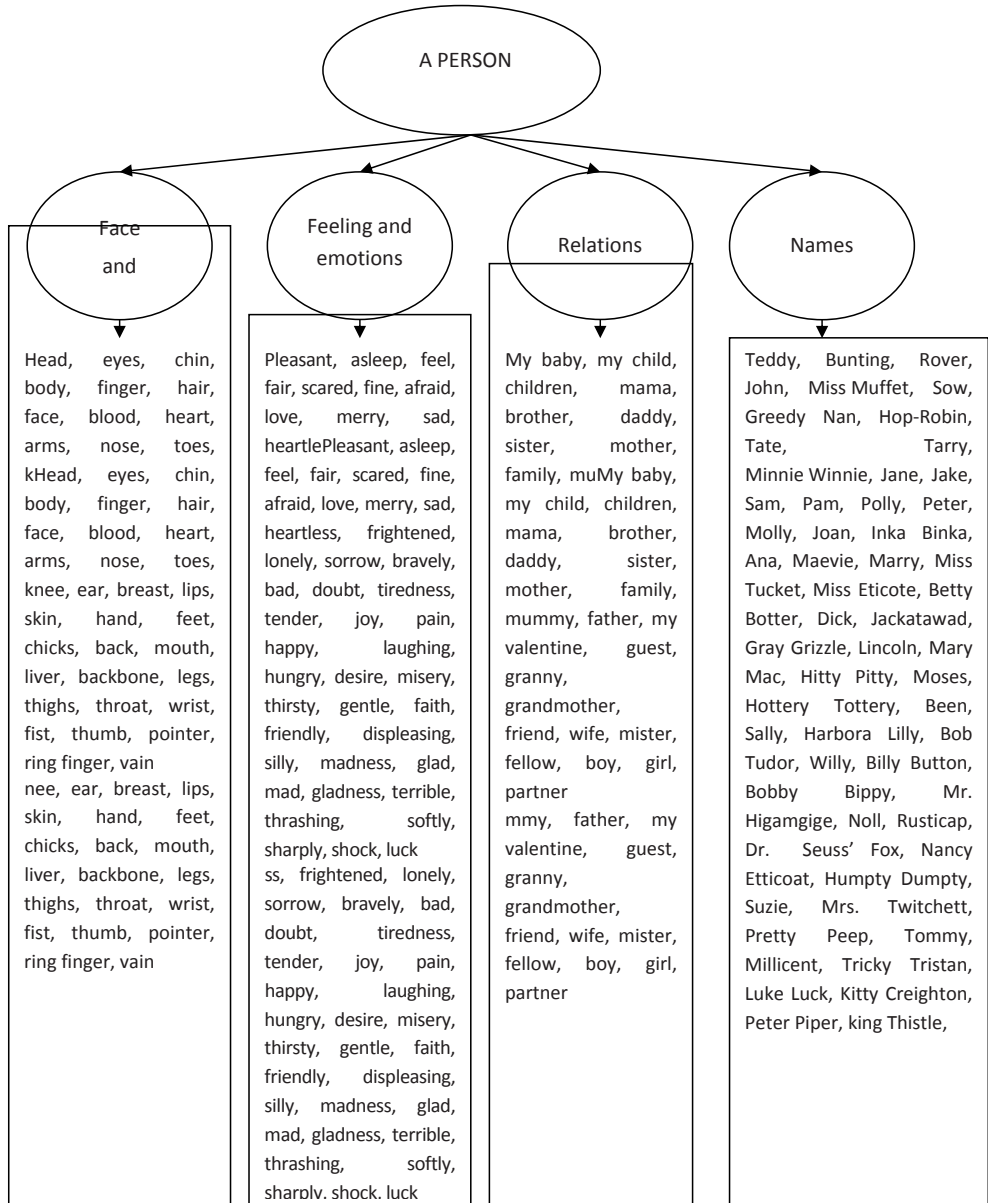 A PERSON
Face
and
Feeling and
emotions
Relations
Names
Head, eyes, chin,
body, finger, hair,
face, blood, heart,
arms, nose, toes,
kHead, eyes, chin,
body, finger, hair,
face, blood, heart,
arms, nose, toes,
knee, ear, breast, lips,
skin, hand, feet,
chicks, back, mouth,
liver, backbone, legs,
thighs, throat, wrist,
fist, thumb, pointer,
ring finger, vain
nee, ear, breast, lips,
skin, hand, feet,
chicks, back, mouth,
liver, backbone, legs,
thighs, throat, wrist,
fist, thumb, pointer,
ring finger, vain
Pleasant, asleep, feel,
fair, scared, fine, afraid,
love, merry, sad,
heartlePleasant, asleep,
feel, fair, scared, fine,
afraid, love, merry, sad,
heartless, frightened,
lonely, sorrow, bravely,
bad, doubt, tiredness,
tender, joy, pain,
happy, laughing,
hungry, desire, misery,
thirsty, gentle, faith,
friendly, displeasing,
silly, madness, glad,
mad, gladness, terrible,
thrashing, softly,
sharply, shock, luck
ss, frightened, lonely,
sorrow, bravely, bad,
doubt, tiredness,
tender, joy, pain,
happy, laughing,
hungry, desire, misery,
thirsty, gentle, faith,
friendly, displeasing,
silly, madness, glad,
mad, gladness, terrible,
thrashing, softly,
sharply, shock, luck
My baby, my child,
children, mama,
brother, daddy,
sister, mother,
family, muMy baby,
my child, children,
mama, brother,
daddy, sister,
mother, family,
mummy, father, my
valentine, guest,
granny,
grandmother,
friend, wife, mister,
fellow, boy, girl,
partner
mmy, father, my
valentine, guest,
granny,
grandmother,
friend, wife, mister,
fellow, boy, girl,
partner
Teddy, Bunting, Rover,
John, Miss Muffet, Sow,
Greedy Nan, Hop-Robin,
Tate, Tarry,
Minnie Winnie, Jane, Jake,
Sam, Pam, Polly, Peter,
Molly, Joan, Inka Binka,
Ana, Maevie, Marry, Miss
Tucket, Miss Eticote, Betty
Botter, Dick, Jackatawad,
Gray Grizzle, Lincoln, Mary
Mac, Hitty Pitty, Moses,
Hottery Tottery, Been,
Sally, Harbora Lilly, Bob
Tudor, Willy, Billy Button,
Bobby Bippy, Mr.
Higamgige, Noll, Rusticap,
Dr. Seuss’ Fox, Nancy
Etticoat, Humpty Dumpty,
Suzie, Mrs. Twitchett,
Pretty Peep, Tommy,
Millicent, Tricky Tristan,
Luke Luck, Kitty Creighton,
Peter Piper, king Thistle,